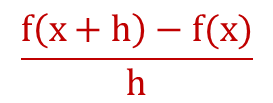 f(x + h) − f(x)
h